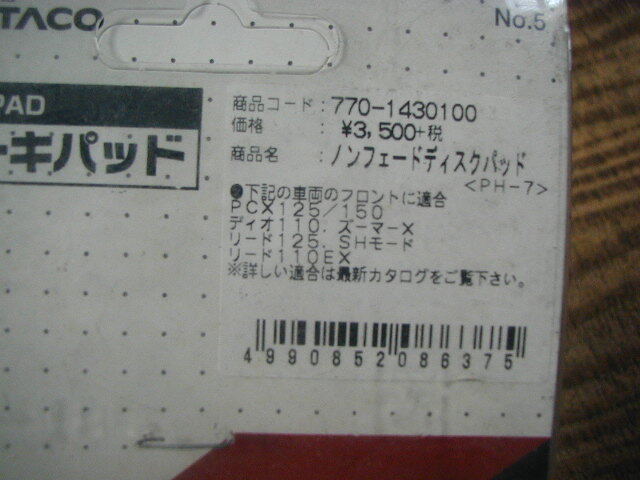 TACO
No.5
PAD
ーキパッド
商品コード：770-1430100
価格 ：¥3,500+税
商品名 ：ノンフェードディスクパッド
<PH-7>
●下記の車両のフロントに適合
PCX125/150
ディオ110．ズーマーX
リード125．SHモード
リード110EX
※詳しい適合は最新カタログをご覧下さい。
4990852086375